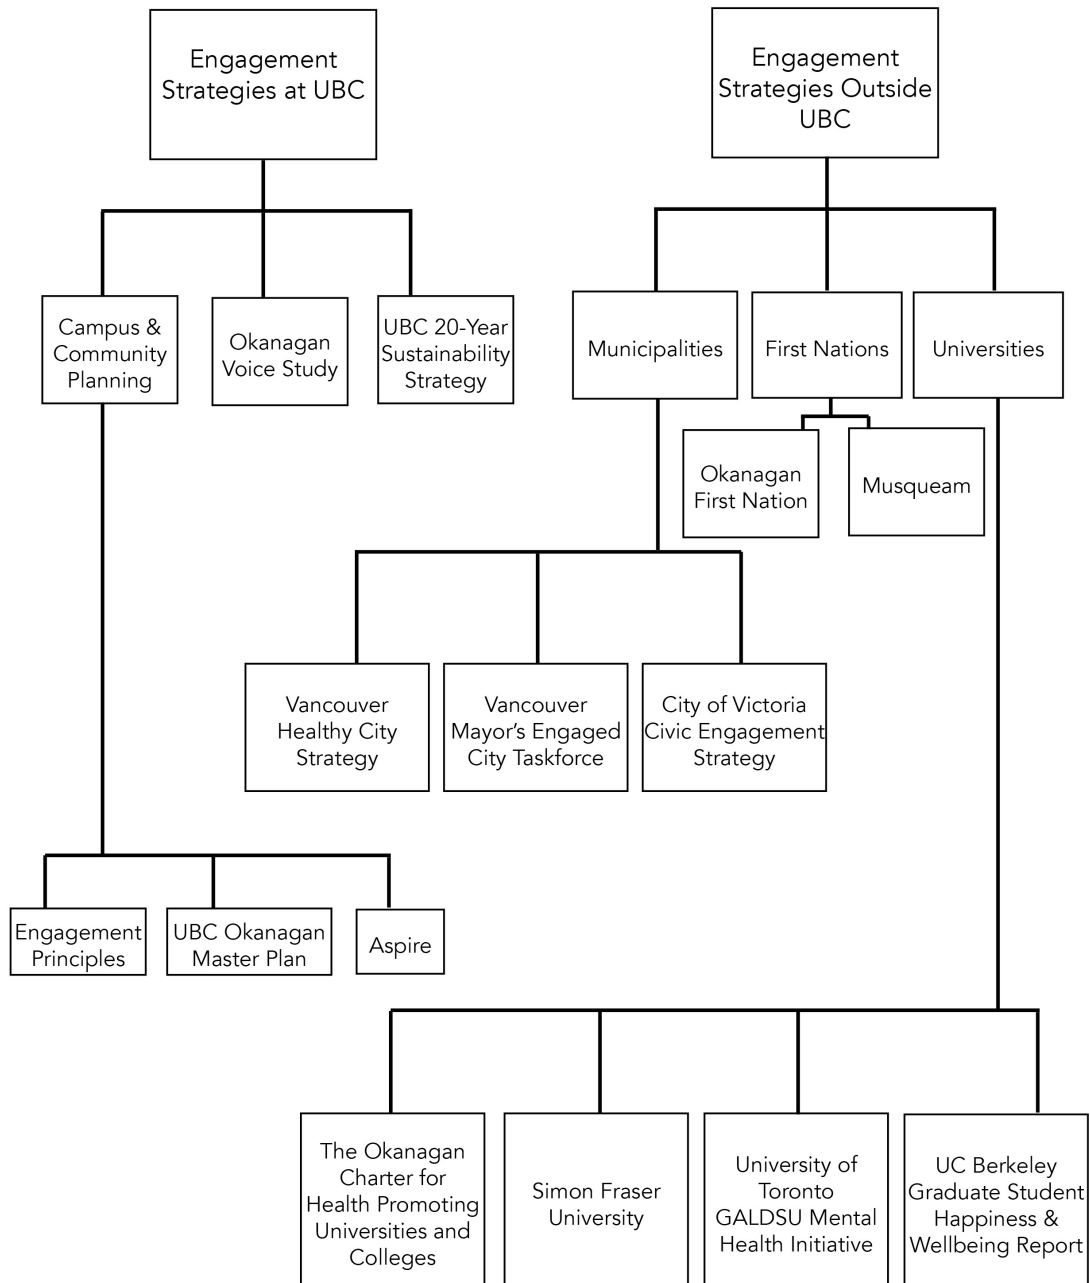 Engagement
Strategies at UBC
Engagement
Strategies Outside
UBC
Campus &
Community
Planning
Okanagan
Voice Study
UBC 20-Year
Sustainability
Strategy
Municipalities
First Nations
Universities
Okanagan
First Nation
Musqueam
Vancouver
Healthy City
Strategy
Vancouver
Mayor’s Engaged
City Taskforce
City of Victoria
Civic Engagement
Strategy
Engagement
Principles
UBC Okanagan
Master Plan
Aspire
The Okanagan
Charter for
Health Promoting
Universities and
Colleges
Simon Fraser
University
University of
Toronto
GALDSU Mental
Health Initiative
UC Berkeley
Graduate Student
Happiness &
Wellbeing Report